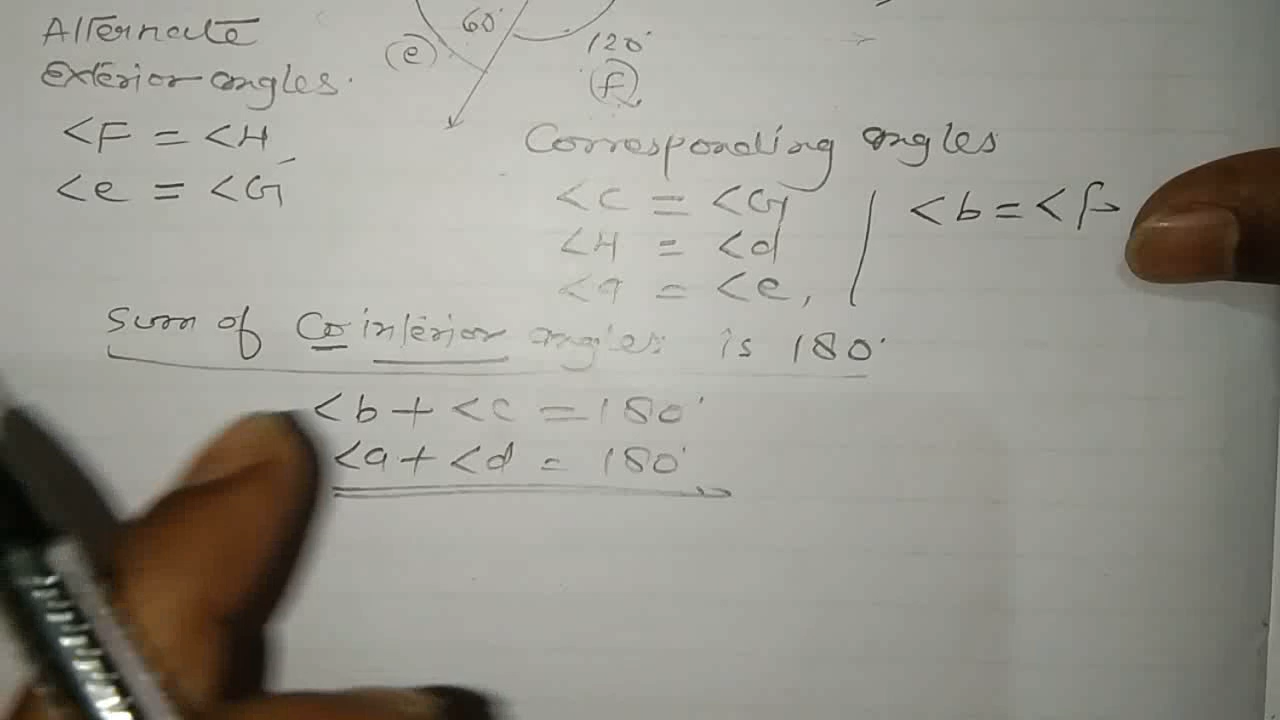 Alternate
Exterior angles.
<F = <H
<e = <G
60°
(e)
120°
(F)
Corresponding angles
<c = <G
<H = <d
<a = <e,
<b = <f
Sum of Co interior angles is 180°
<b + <c = 180°
<a + <d = 180°